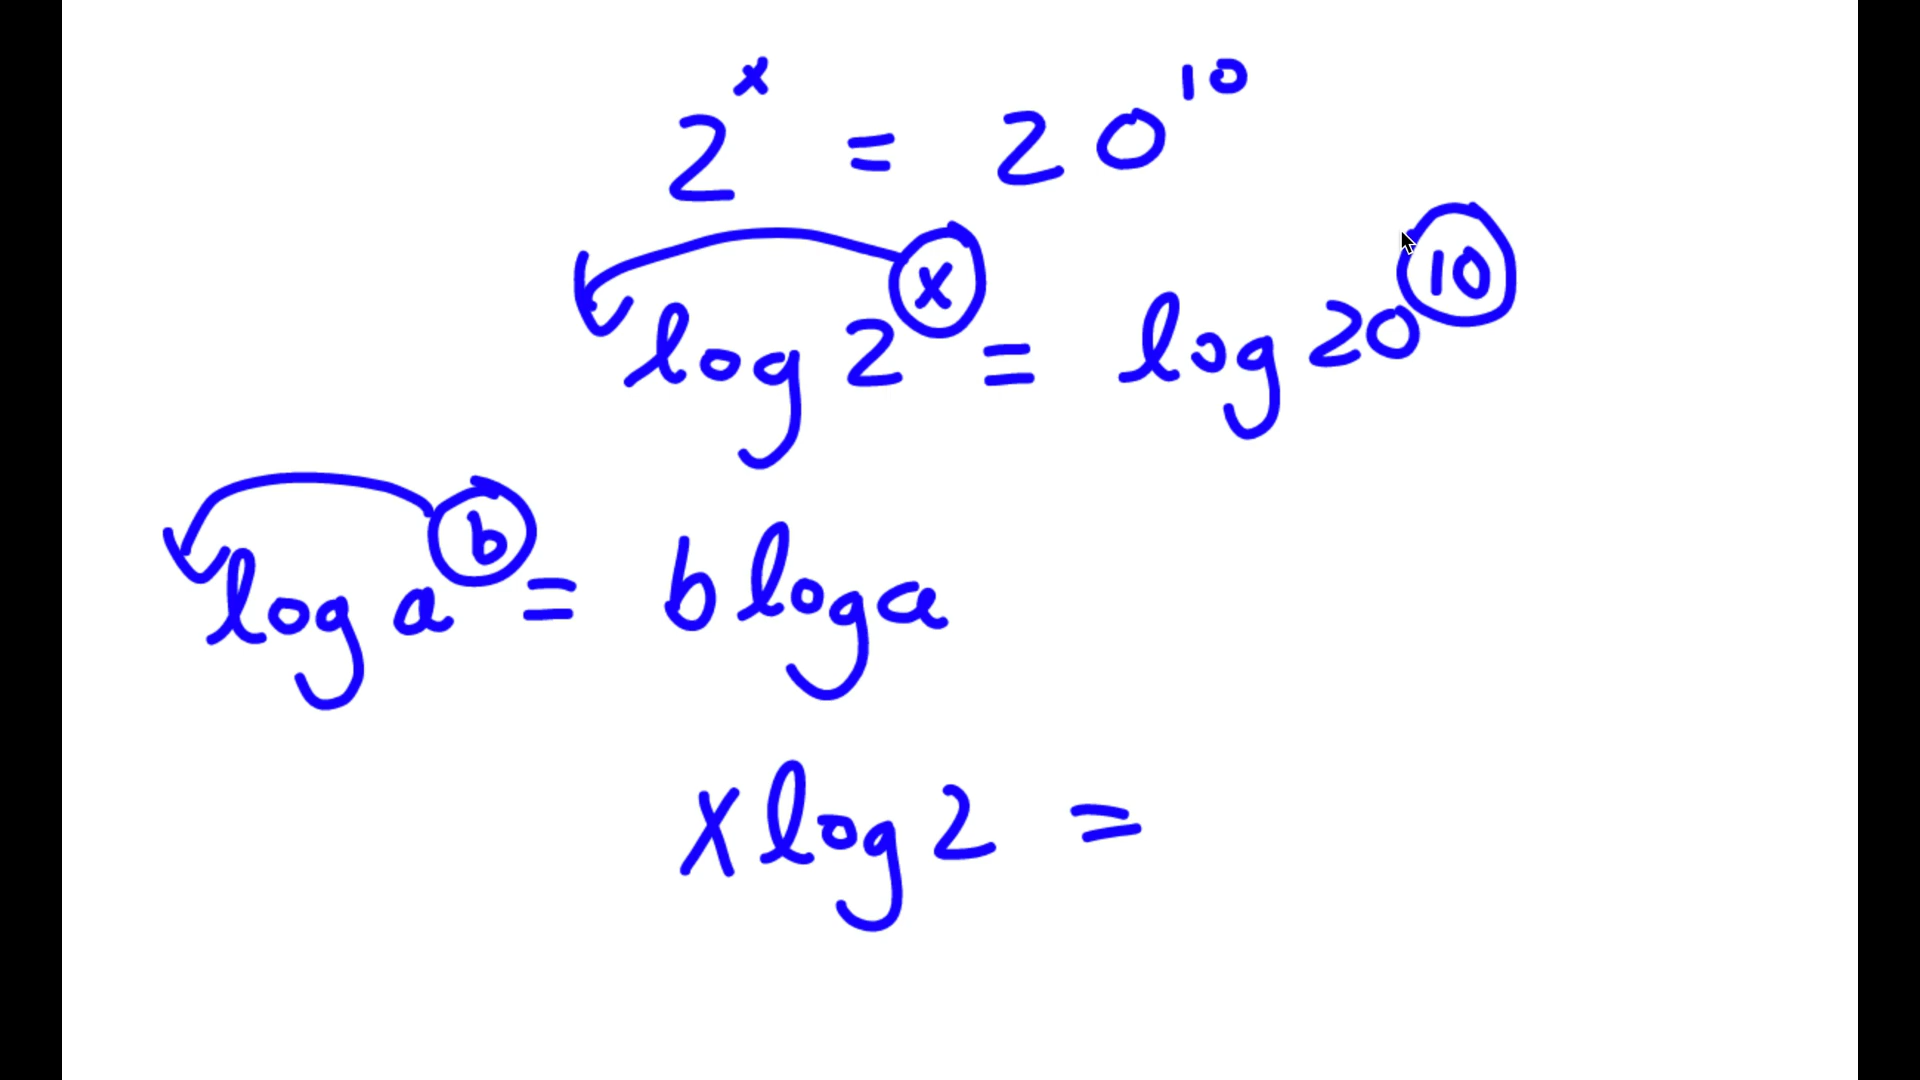 2^x = 20^10
log 2^x = log 20^10
log a^b = b log a
x log 2 =